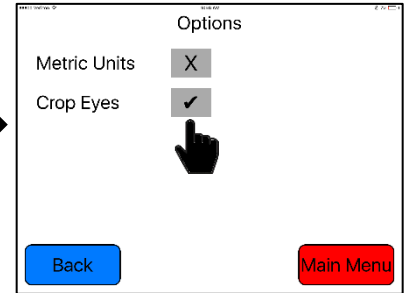 Options
Metric Units X
Crop Eyes ✔
Back
Main Menu